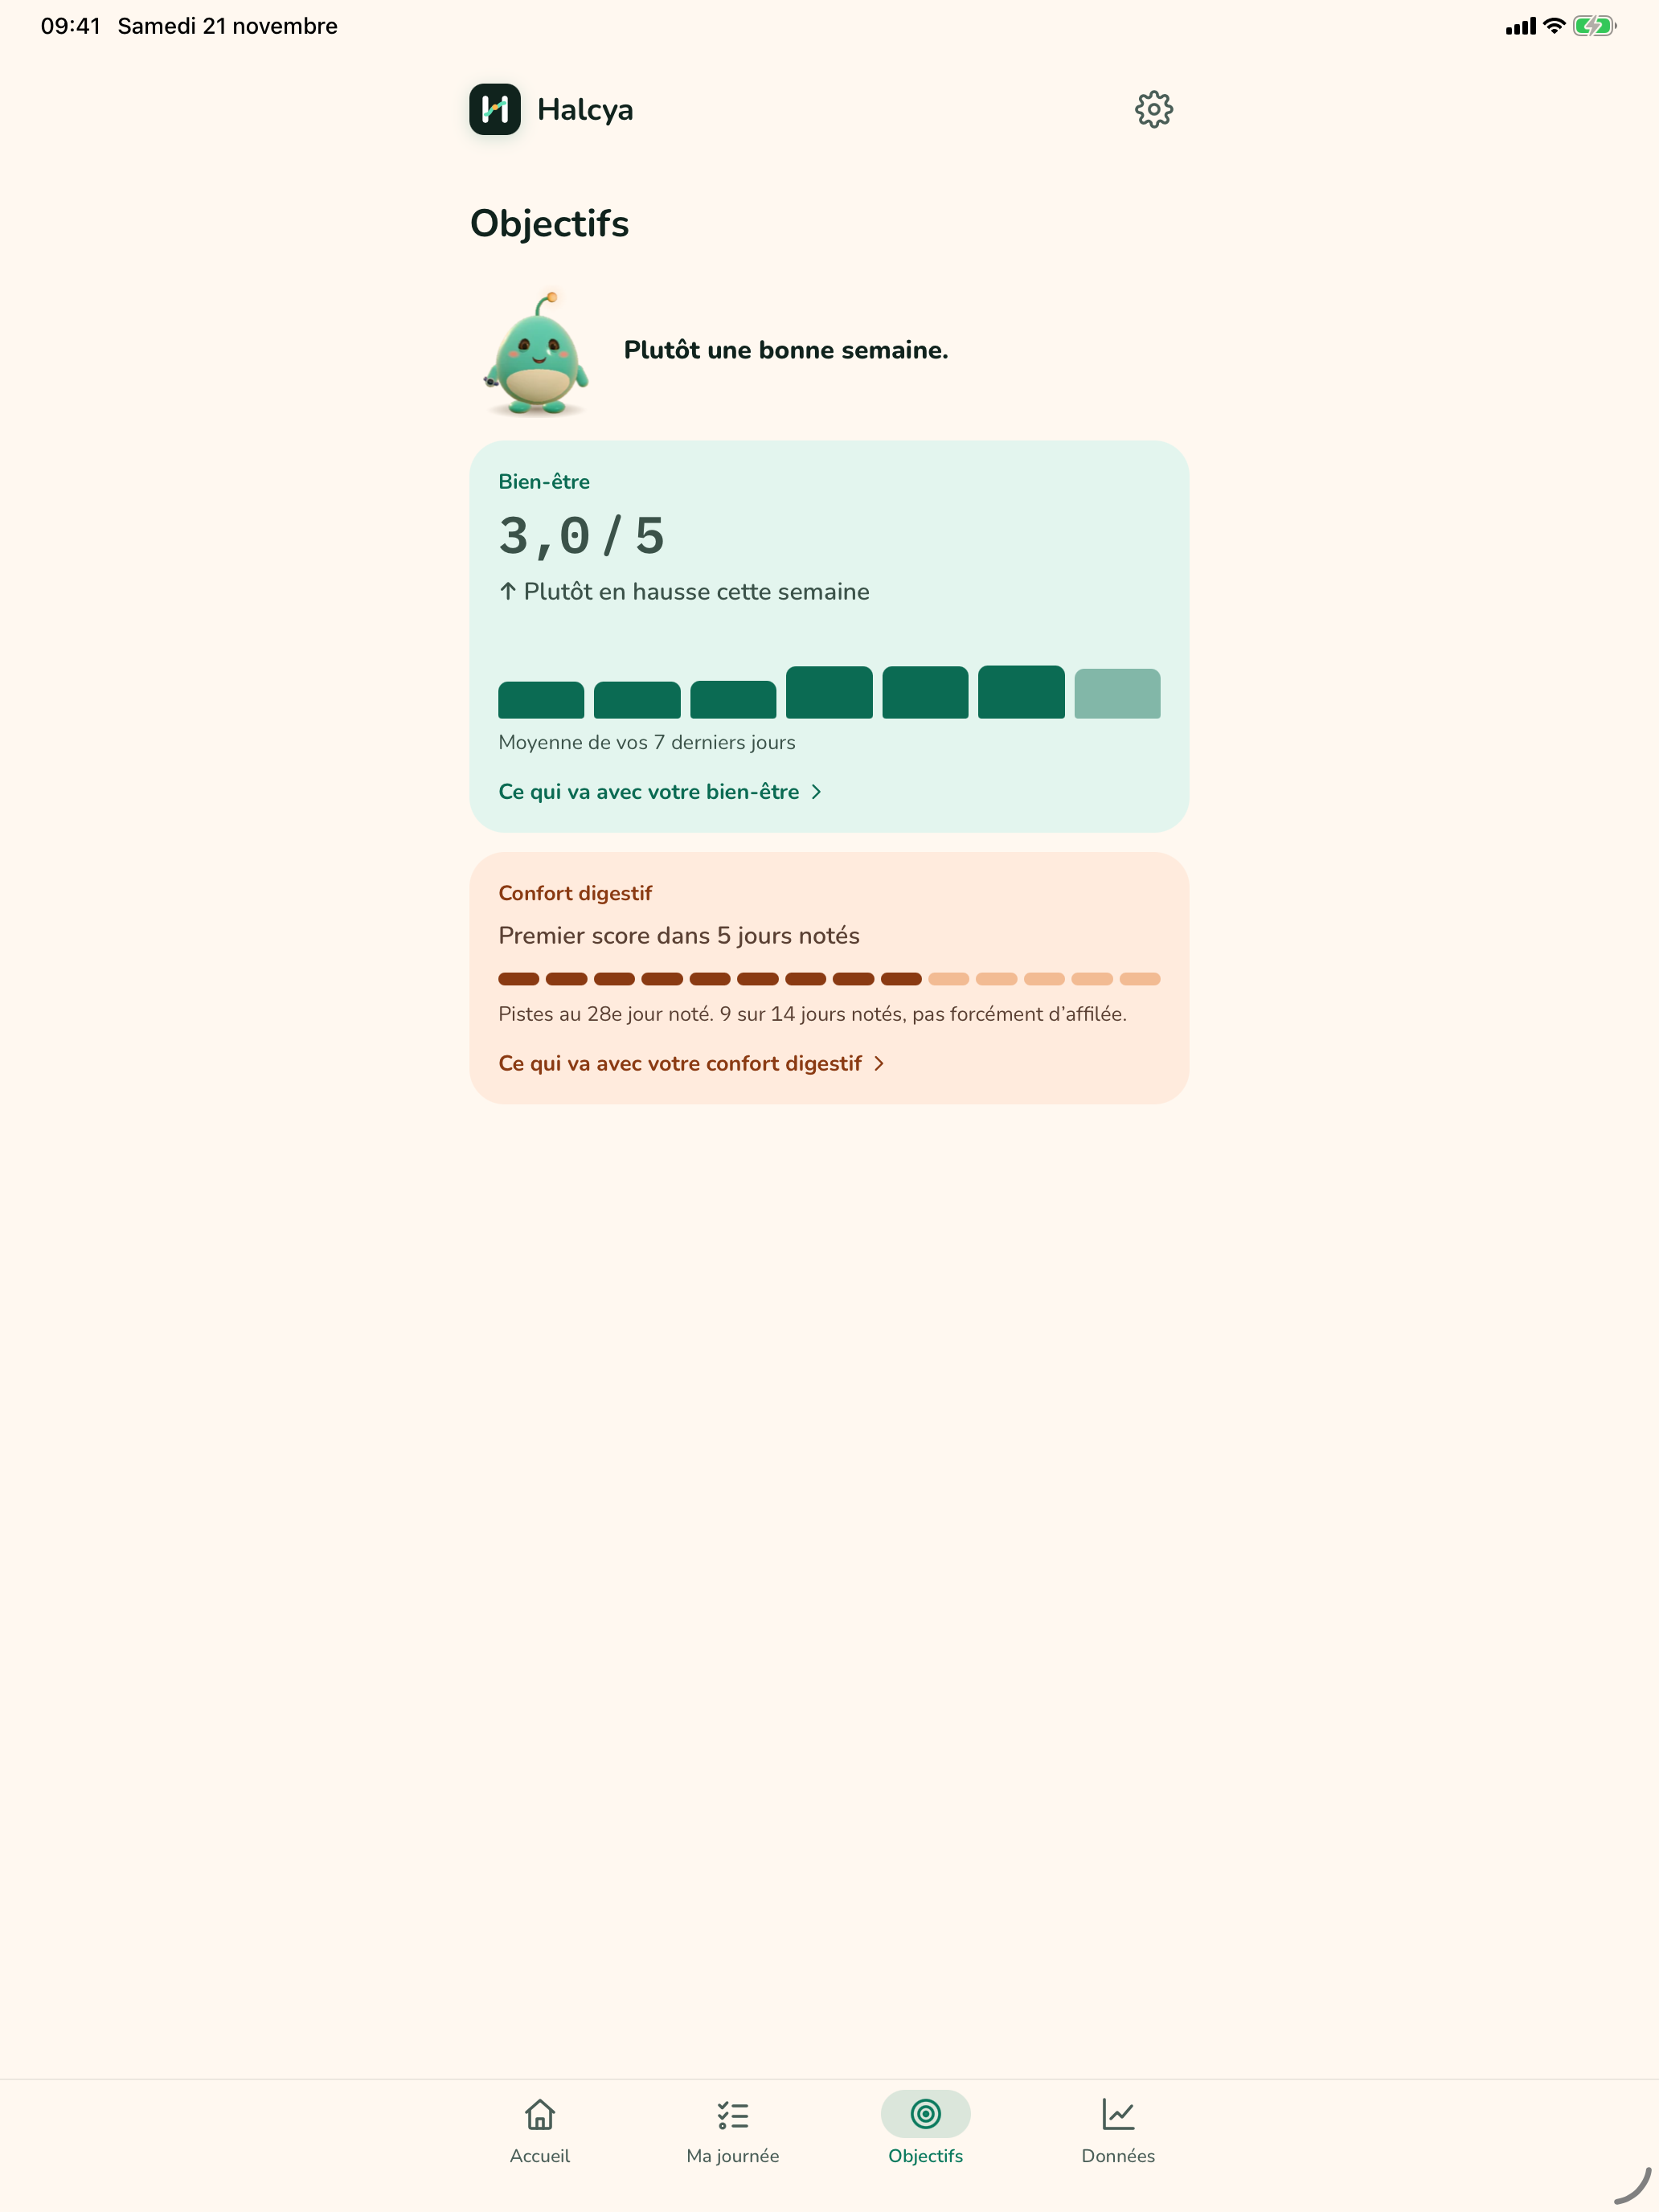 09:41 Samedi 21 novembre
Halcya
Objectifs
Plutôt une bonne semaine.
Bien-être
3,0/5
↑ Plutôt en hausse cette semaine
Moyenne de vos 7 derniers jours
Ce qui va avec votre bien-être
Confort digestif
Premier score dans 5 jours notés
Pistes au 28e jour noté. 9 sur 14 jours notés, pas forcément d’affilée.
Ce qui va avec votre confort digestif
Accueil
Ma journée
Objectifs
Données